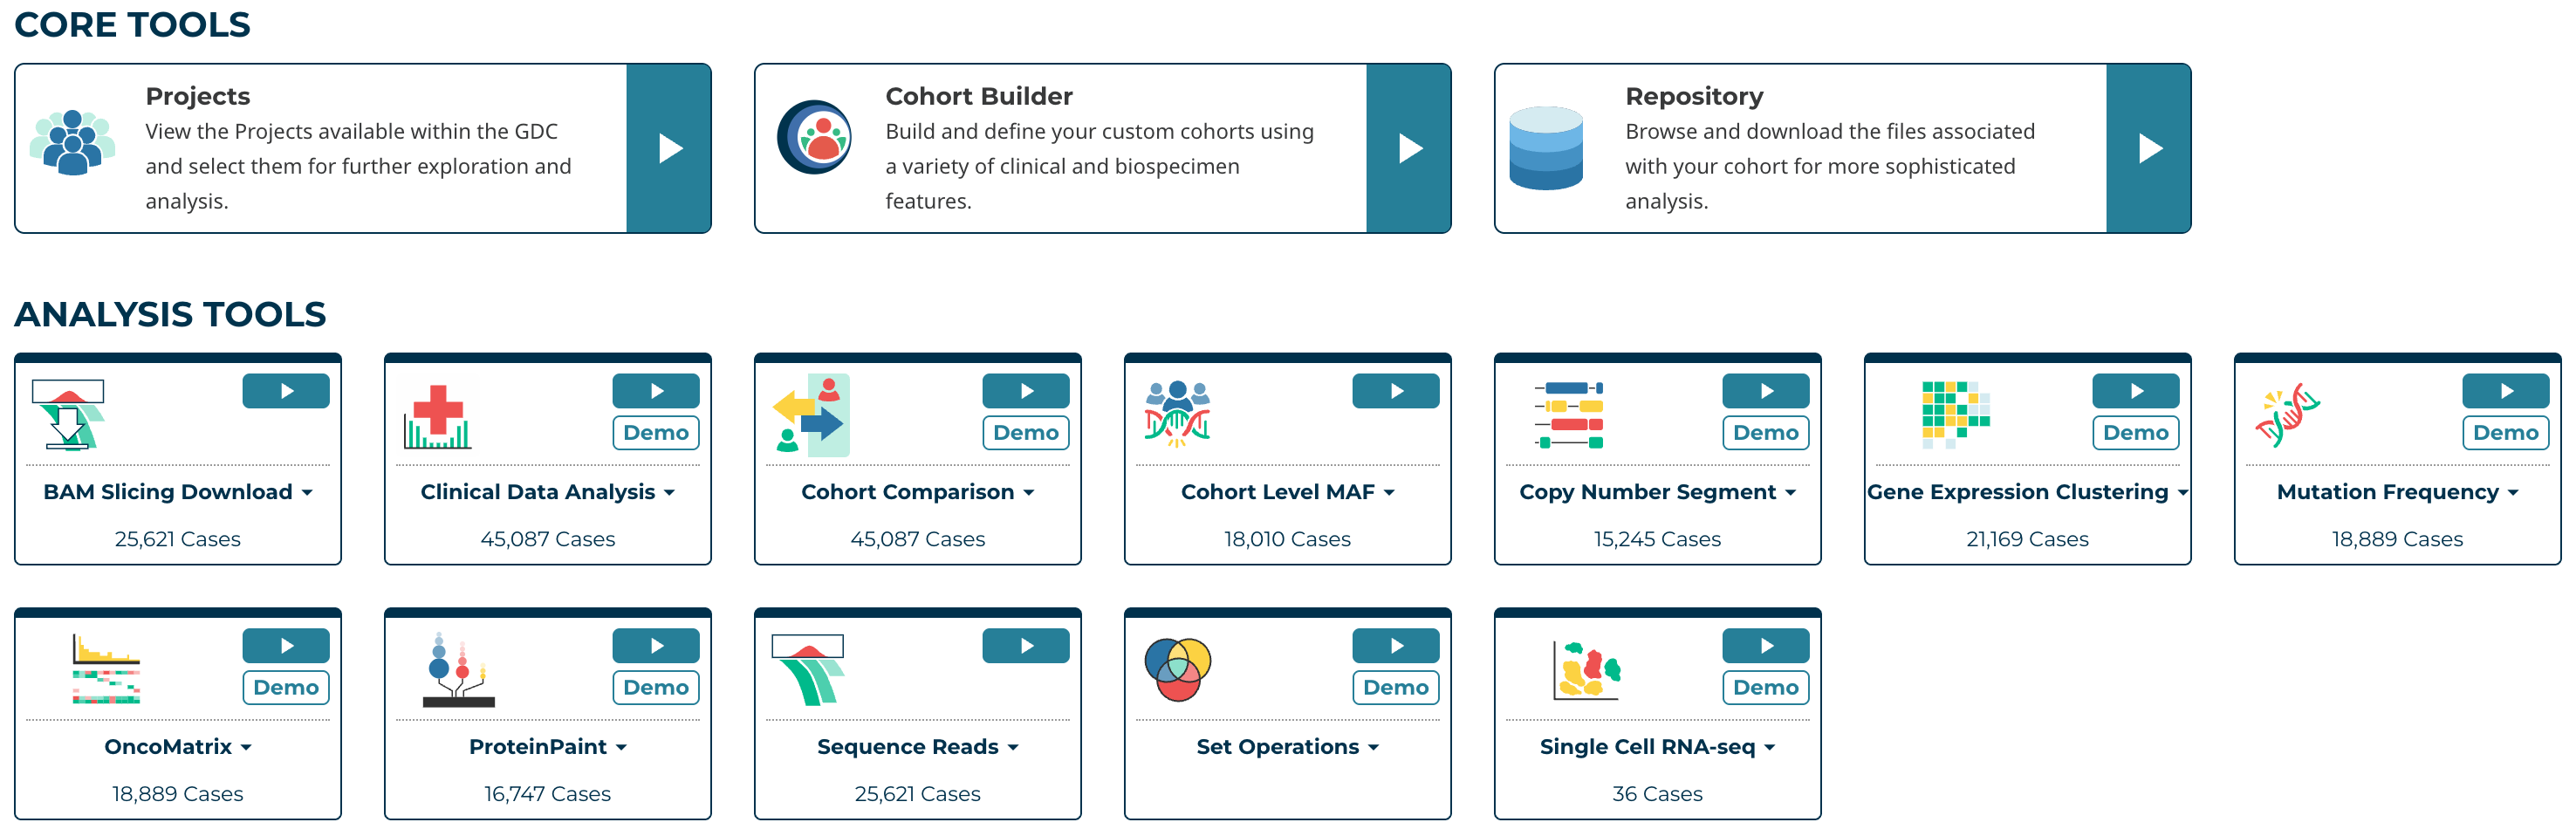 CORE TOOLS
Projects
View the Projects available within the GDC
and select them for further exploration and
analysis.
Cohort Builder
Build and define your custom cohorts using
a variety of clinical and biospecimen
features.
Repository
Browse and download the files associated
with your cohort for more sophisticated
analysis.
ANALYSIS TOOLS
BAM Slicing Download
25,621 Cases
Demo
Clinical Data Analysis
45,087 Cases
Demo
Cohort Comparison
45,087 Cases
Cohort Level MAF
18,010 Cases
Demo
Copy Number Segment
15,245 Cases
Demo
Gene Expression Clustering
21,169 Cases
Demo
Mutation Frequency
18,889 Cases
Demo
OncoMatrix
18,889 Cases
Demo
ProteinPaint
16,747 Cases
Sequence Reads
25,621 Cases
Demo
Set Operations
Demo
Single Cell RNA-seq
36 Cases